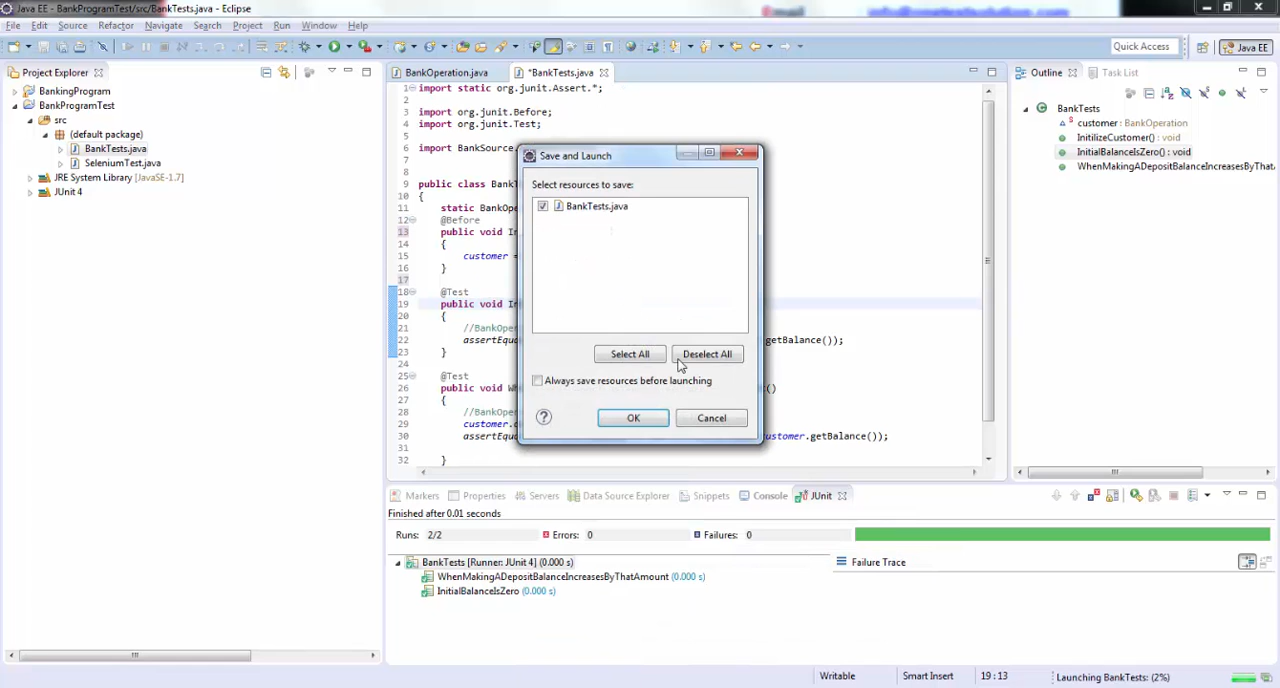 Java EE - BankProgramTest/src/BankTests.java - Eclipse
File Edit Source Refactor Navigate Search Project Run Window Help
Quick Access
Java EE
Project Explorer
BankingProgram
BankProgramTest
src
(default package)
BankTests.java
SeleniumTest.java
JRE System Library [JavaSE-1.7]
JUnit 4
BankOperation.java
*BankTests.java
1 import static org.junit.Assert.*;
2
3 import org.junit.Before;
4 import org.junit.Test;
5
6 import BankSource.
7
8
9 public class BankT
10 {
11 static BankOpe
12 @Before
13 public void In
14 {
15 customer =
16 }
17
18 @Test
19 public void In
20 {
21 //BankOper
22 assertEqua getBalance());
23 }
24
25 @Test
26 public void Wh ()
27 {
28 //BankOper
29 customer.d
30 assertEqua customer.getBalance());
31
32 }
Save and Launch
Select resources to save:
BankTests.java
Select All
Deselect All
Always save resources before launching
OK
Cancel
Outline
Task List
BankTests
customer : BankOperation
InitilizeCustomer() : void
InitialBalanceIsZero() : void
WhenMakingADepositBalanceIncreasesByThatA
Markers Properties Servers Data Source Explorer Snippets Console JUnit
Finished after 0.01 seconds
Runs: 2/2 Errors: 0 Failures: 0
BankTests [Runner: JUnit 4] (0.000 s)
WhenMakingADepositBalanceIncreasesByThatAmount (0.000 s)
InitialBalanceIsZero (0.000 s)
Failure Trace
Writable
Smart Insert
19 : 13
Launching BankTests: (2%)